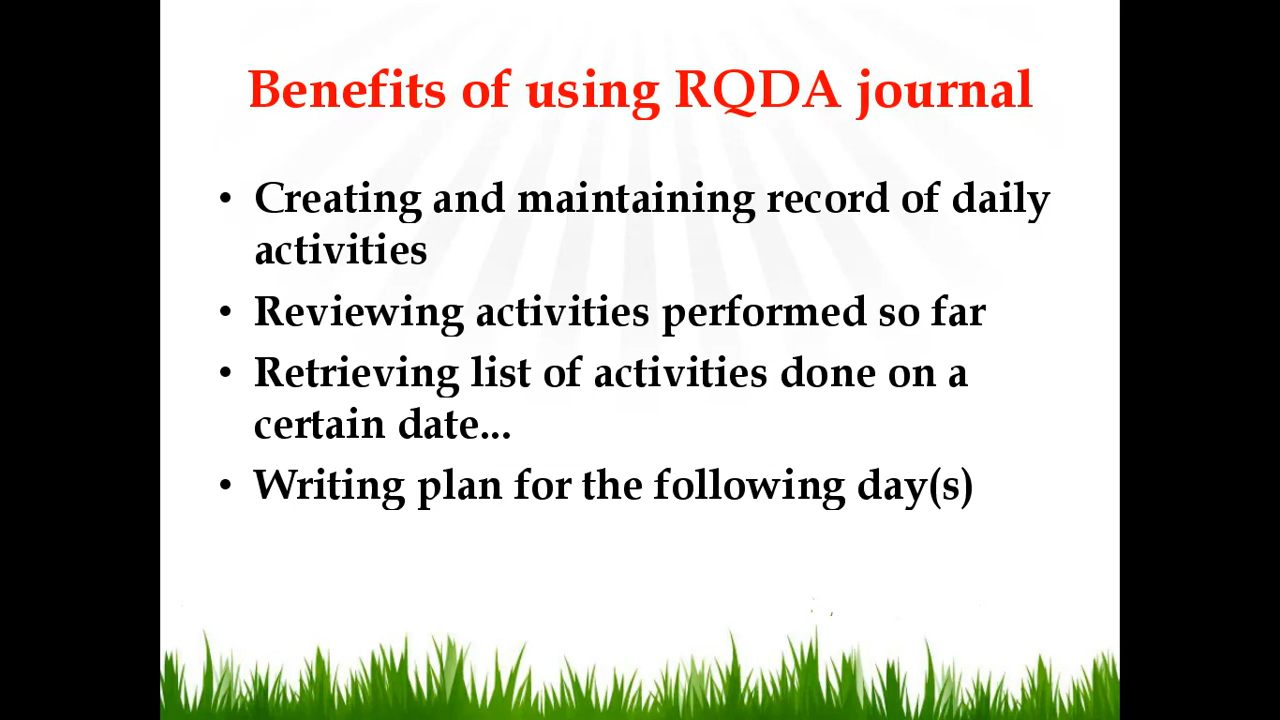 Benefits of using RQDA journal
• Creating and maintaining record of daily
activities
• Reviewing activities performed so far
• Retrieving list of activities done on a
certain date...
• Writing plan for the following day(s)